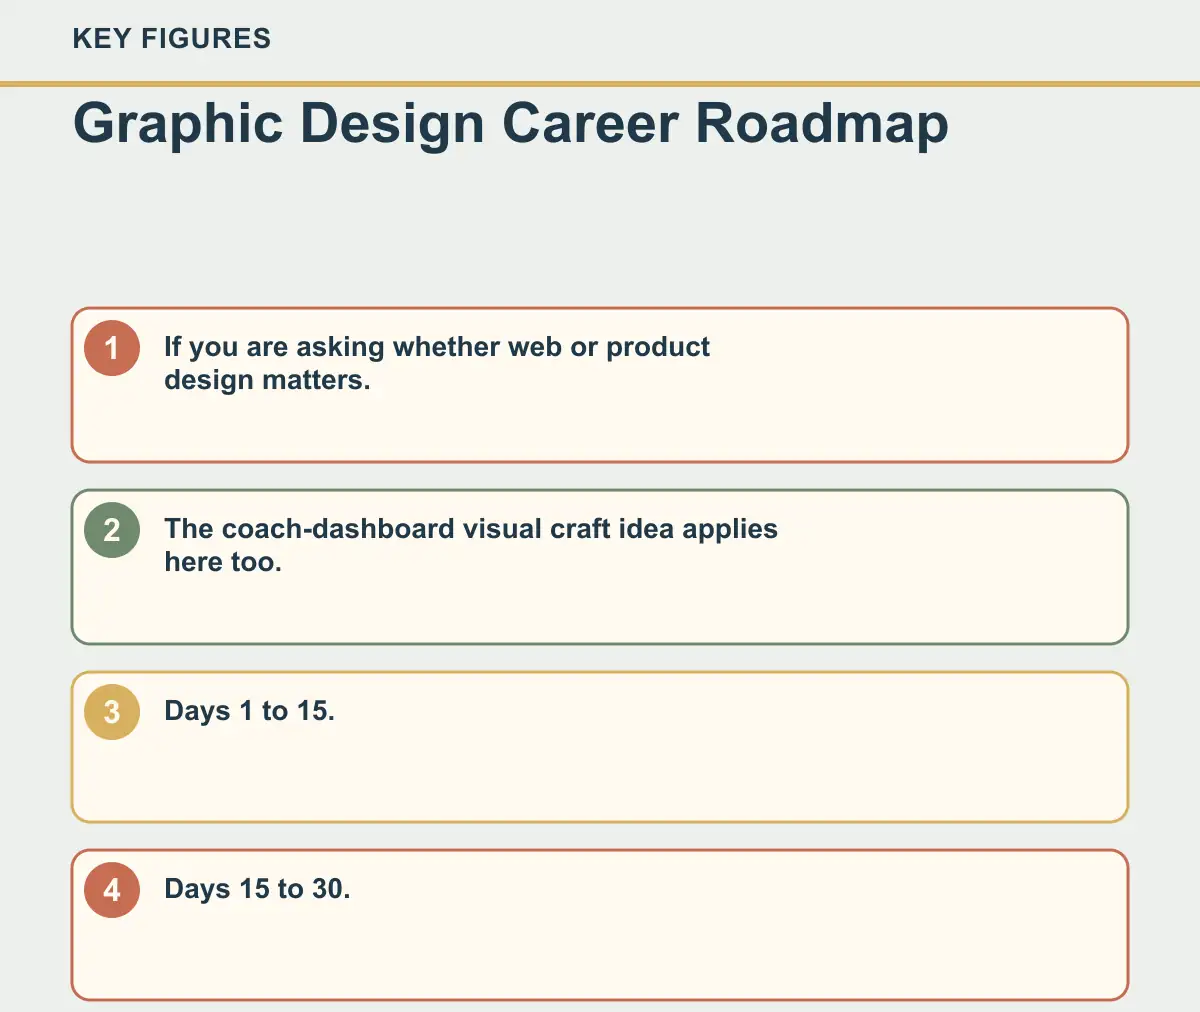 KEY FIGURES
Graphic Design Career Roadmap
1
If you are asking whether web or product
design matters.
2
The coach-dashboard visual craft idea applies
here too.
3
Days 1 to 15.
4
Days 15 to 30.